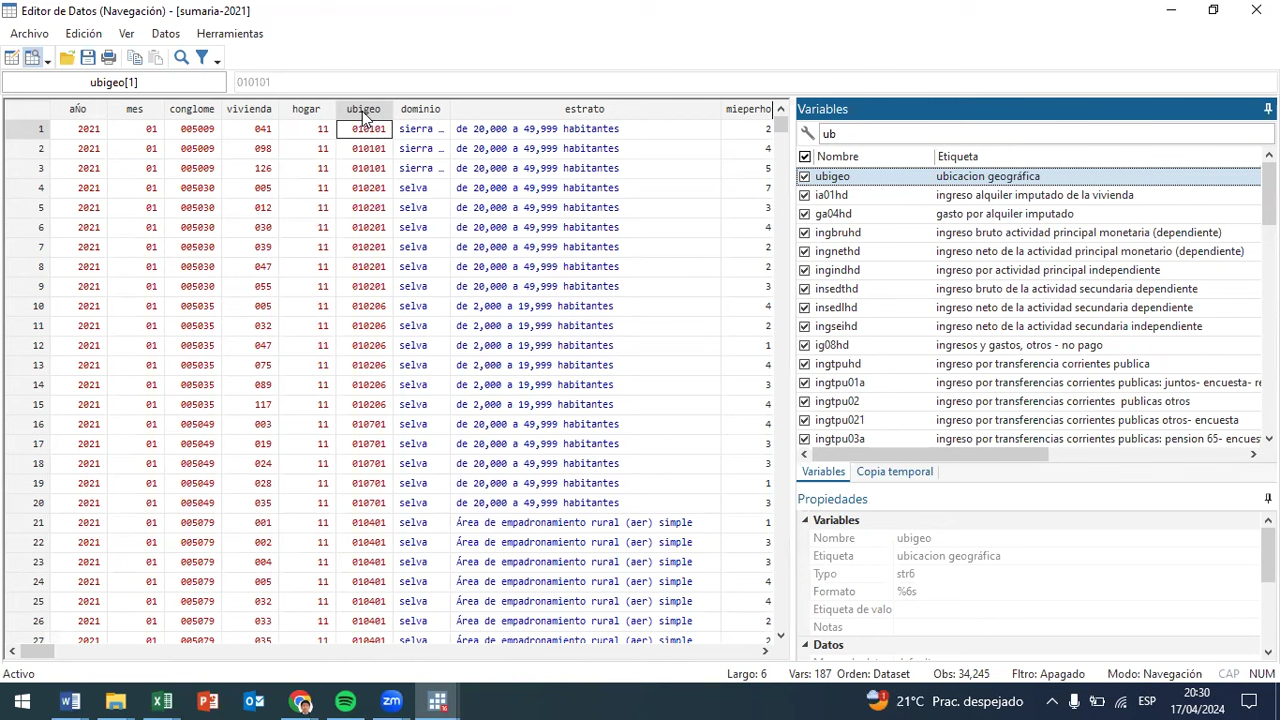 Editor de Datos (Navegación) - [sumaria-2021]
Archivo Edición Ver Datos Herramientas
ubigeo[1] 010101
año mes conglome vivienda hogar ubigeo dominio estrato mieperho
1 2021 01 005009 041 11 010101 sierra … de 20,000 a 49,999 habitantes 2
2 2021 01 005009 098 11 010101 sierra … de 20,000 a 49,999 habitantes 3
3 2021 01 005009 126 11 010101 sierra … de 20,000 a 49,999 habitantes 5
4 2021 01 005030 005 11 010201 selva de 20,000 a 49,999 habitantes 7
5 2021 01 005030 012 11 010201 selva de 20,000 a 49,999 habitantes 3
6 2021 01 005030 030 11 010201 selva de 20,000 a 49,999 habitantes 4
7 2021 01 005030 039 11 010201 selva de 20,000 a 49,999 habitantes 2
8 2021 01 005030 047 11 010201 selva de 20,000 a 49,999 habitantes 2
9 2021 01 005030 055 11 010201 selva de 20,000 a 49,999 habitantes 3
10 2021 01 005035 005 11 010206 selva de 2,000 a 19,999 habitantes 4
11 2021 01 005035 032 11 010206 selva de 2,000 a 19,999 habitantes 2
12 2021 01 005035 047 11 010206 selva de 2,000 a 19,999 habitantes 1
13 2021 01 005035 075 11 010206 selva de 2,000 a 19,999 habitantes 4
14 2021 01 005035 089 11 010206 selva de 2,000 a 19,999 habitantes 3
15 2021 01 005035 117 11 010206 selva de 2,000 a 19,999 habitantes 4
16 2021 01 005049 003 11 010701 selva de 20,000 a 49,999 habitantes 4
17 2021 01 005049 019 11 010701 selva de 20,000 a 49,999 habitantes 3
18 2021 01 005049 024 11 010701 selva de 20,000 a 49,999 habitantes 3
19 2021 01 005049 028 11 010701 selva de 20,000 a 49,999 habitantes 1
20 2021 01 005049 035 11 010701 selva de 20,000 a 49,999 habitantes 3
21 2021 01 005079 001 11 010401 selva Área de empadronamiento rural (aer) simple 1
22 2021 01 005079 002 11 010401 selva Área de empadronamiento rural (aer) simple 3
23 2021 01 005079 004 11 010401 selva Área de empadronamiento rural (aer) simple 2
24 2021 01 005079 005 11 010401 selva Área de empadronamiento rural (aer) simple 4
25 2021 01 005079 032 11 010401 selva Área de empadronamiento rural (aer) simple 4
26 2021 01 005079 033 11 010401 selva Área de empadronamiento rural (aer) simple 2
27 2021 01 005079 035 11 010401 selva Área de empadronamiento rural (aer) simple 2
Variables
ub
Nombre Etiqueta
ubigeo ubicacion geográfica
ia01hd ingreso alquiler imputado de la vivienda
ga04hd gasto por alquiler imputado
ingbruhd ingreso bruto actividad principal monetario (dependiente)
ingnethd ingreso neto de la actividad principal monetario (dependiente)
ingindhd ingreso por actividad principal independiente
insedthd ingreso bruto de la actividad secundaria dependente
insedlhd ingreso neto de la actividad secundaria dependente
ingseihd ingreso neto de la actividad secundaria independiente
ig08hd ingresos y gastos, otros - no pago
ingtpuhd ingreso por transferencia corrientes publica
ingtpu01a ingreso por transferencias corrientes publicas: juntos- encuesta- re
ingtpu02 ingreso por transferencias corrientes publicas otros
ingtpu021 ingreso por transferencias corrientes publicas otros- encuesta
ingtpu03a ingreso por transferencias corrientes publicas: pension 65- encues
Variables Copia temporal
Propiedades
Variables
Nombre ubigeo
Etiqueta ubicacion geográfica
Typo str6
Formato %6s
Etiqueta de valo
Notas
Datos
Activo Largo: 6 Vars: 187 Orden: Dataset Obs: 34,245 Fltro: Apagado Modo: Navegación CAP NUM
21°C Prac. despejado ESP 20:30
17/04/2024